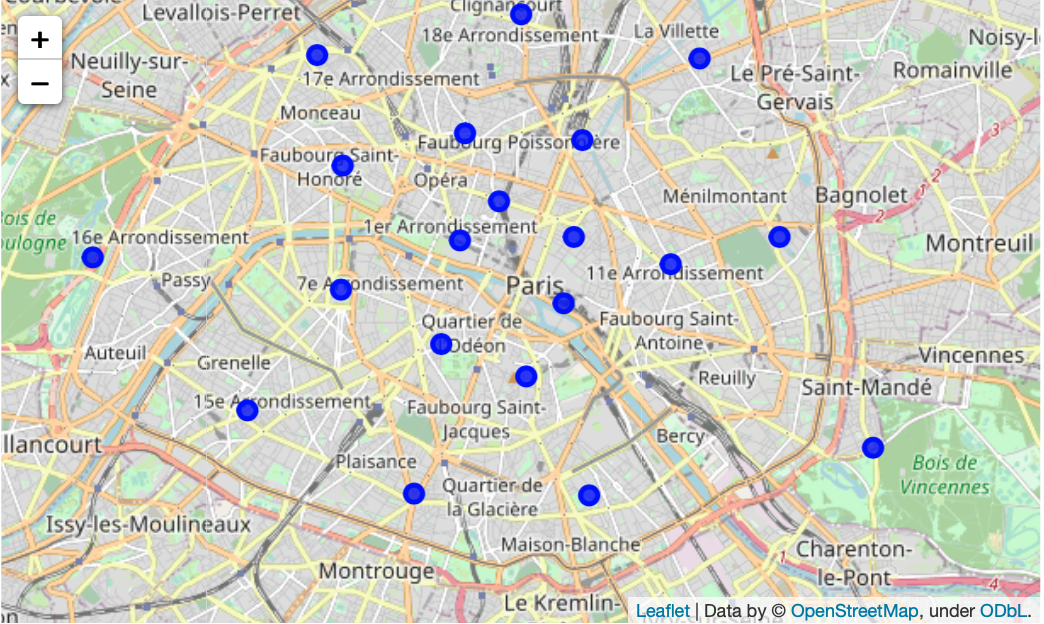 Clignancourt
Levallois-Perret
18e Arrondissement
La Villette
+
−
Neuilly-sur-
Seine
17e Arrondissement
Le Pré-Saint-
Gervais
Romainville
Monceau
Faubourg Poissonnière
Faubourg Saint-
Honoré
Opéra
Ménilmontant
Bagnolet
3
2
1
2
Bois de
Boulogne
16e Arrondissement
1er Arrondissement
Montreuil
Passy
7e Arrondissement
Paris
11e Arrondissement
Quartier de
l'Odéon
Faubourg Saint-
Antoine
Auteuil
Grenelle
Vincennes
Reuilly
Saint-Mandé
15e Arrondissement
Faubourg Saint-
Jacques
llancourt
Bercy
Plaisance
Bois de
Vincennes
Quartier de
la Glacière
Issy-les-Moulineaux
Maison-Blanche
Montrouge
1
Charenton-
le-Pont
4
Le Kremlin-
Leaflet | Data by © OpenStreetMap, under ODbL.